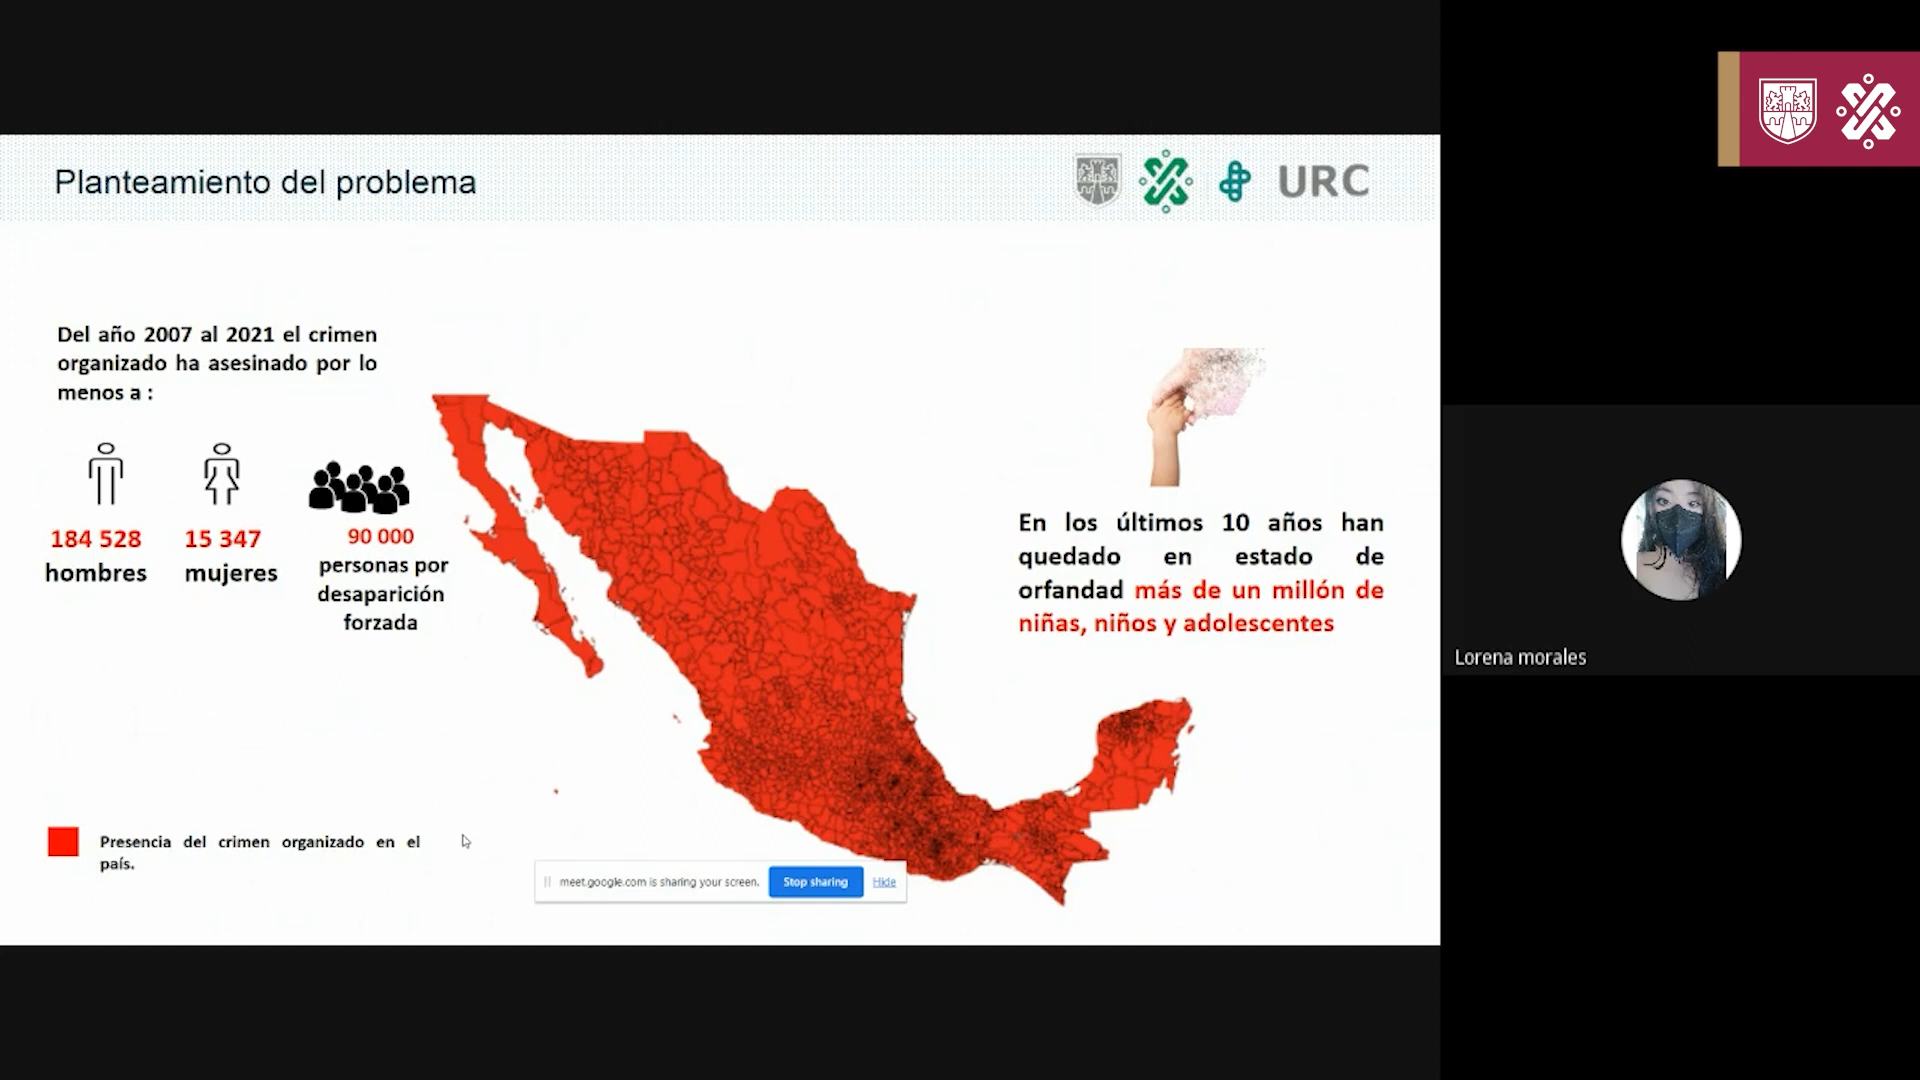 Planteamiento del problema
URC
Del año 2007 al 2021 el crimen
organizado ha asesinado por lo
menos a :
184 528
hombres
15 347
mujeres
90 000
personas por
desaparición
forzada
En los últimos 10 años han
quedado en estado de
orfandad más de un millón de
niñas, niños y adolescentes
Lorena morales
Presencia del crimen organizado en el
país.
meet.google.com is sharing your screen. Stop sharing Hide